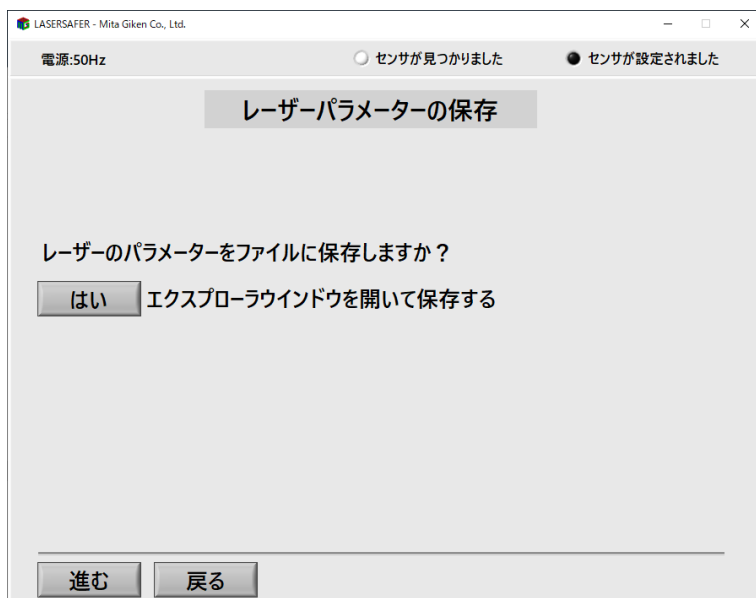 LASERSAFER - Mita Giken Co., Ltd.
電源:50Hz
センサが見つかりました
センサが設定されました
レーザーパラメーターの保存
レーザーのパラメーターをファイルに保存しますか？
はい
エクスプローラウインドウを開いて保存する
進む
戻る